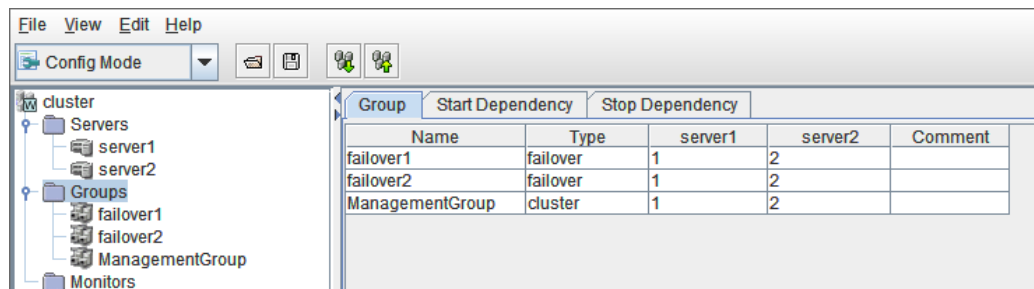 File View Edit Help
Config Mode
cluster
Servers
server1
server2
Groups
failover1
failover2
ManagementGroup
Monitors
Group Start Dependency Stop Dependency
Name Type server1 server2 Comment
failover1 failover 1 2
failover2 failover 1 2
ManagementGroup cluster 1 2